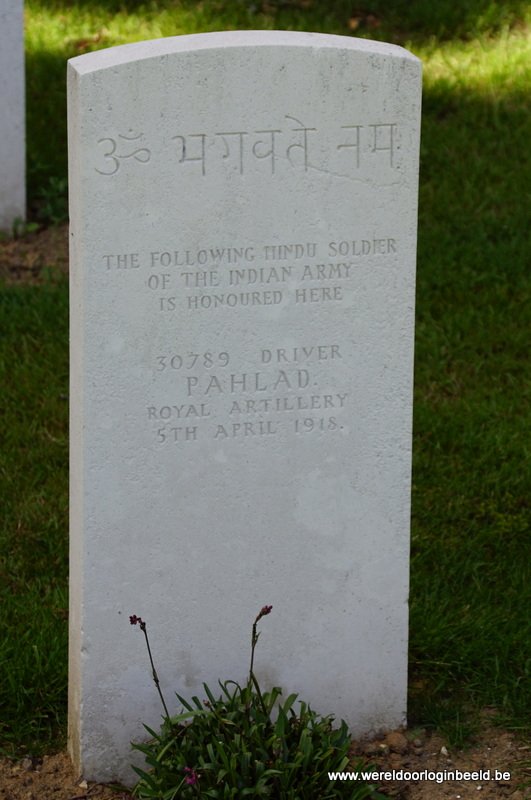 ॐ भगवते नम
THE FOLLOWING HINDU SOLDIER
OF THE INDIAN ARMY
IS HONOURED HERE
30789 DRIVER
PAHLAD.
ROYAL ARTILLERY
5TH APRIL 1918.
www.wereldoorloginbeeld.be